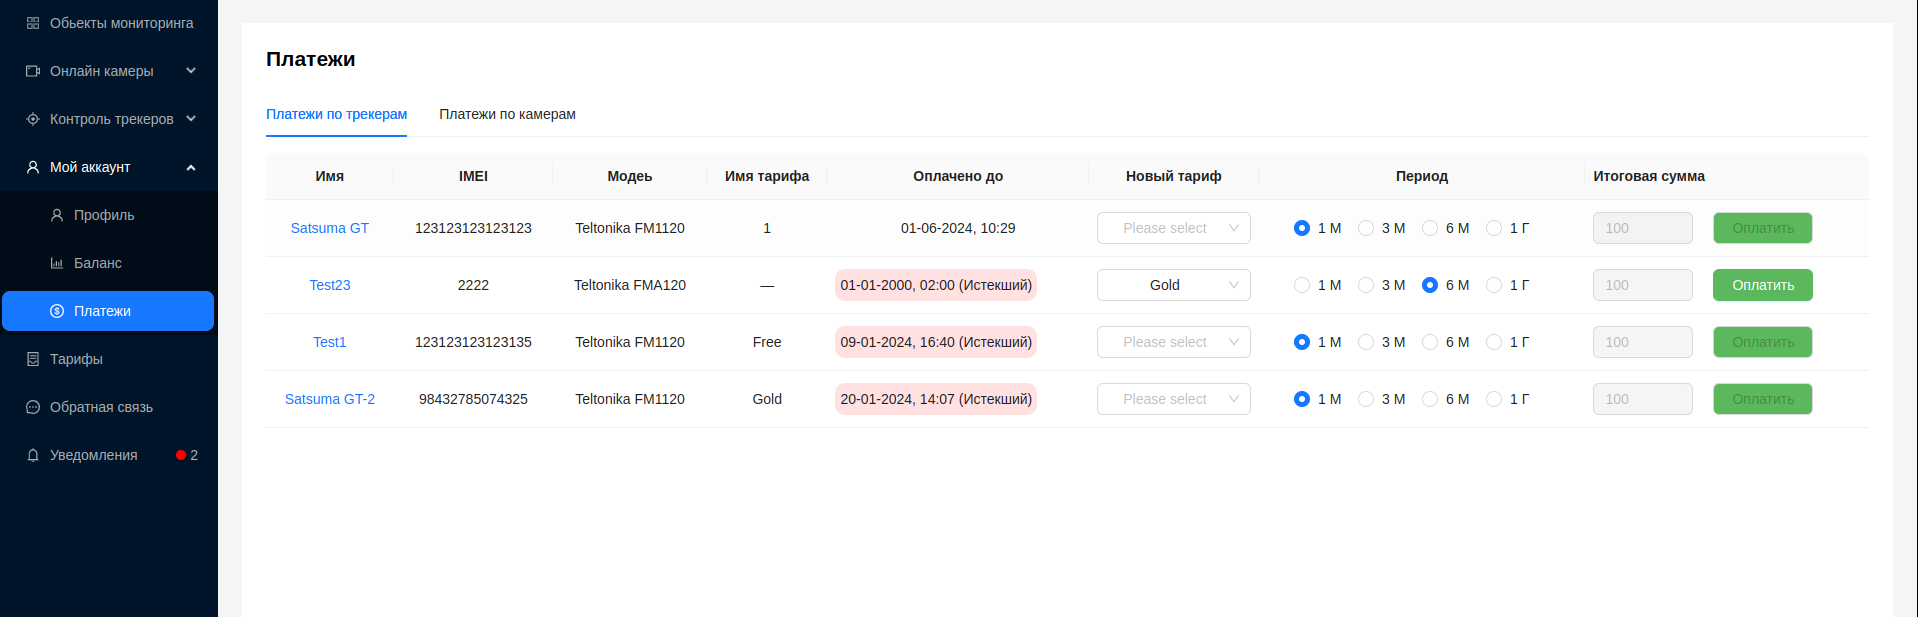 Обьекты мониторинга
Онлайн камеры
Контроль трекеров
Мой аккаунт
Профиль
Баланс
Платежи
Тарифы
Обратная связь
Уведомления 2
Платежи
Платежи по трекерам Платежи по камерам
Имя IMEI Модеь Имя тарифа Оплачено до Новый тариф Период Итоговая сумма
Satsuma GT 123123123123123 Teltonika FM1120 1 01-06-2024, 10:29 Please select 1 М 3 М 6 М 1 Г 100 Оплатить
Test23 2222 Teltonika FMA120 — 01-01-2000, 02:00 (Истекший) Gold 1 М 3 М 6 М 1 Г 100 Оплатить
Test1 123123123123135 Teltonika FM1120 Free 09-01-2024, 16:40 (Истекший) Please select 1 М 3 М 6 М 1 Г 100 Оплатить
Satsuma GT-2 98432785074325 Teltonika FM1120 Gold 20-01-2024, 14:07 (Истекший) Please select 1 М 3 М 6 М 1 Г 100 Оплатить